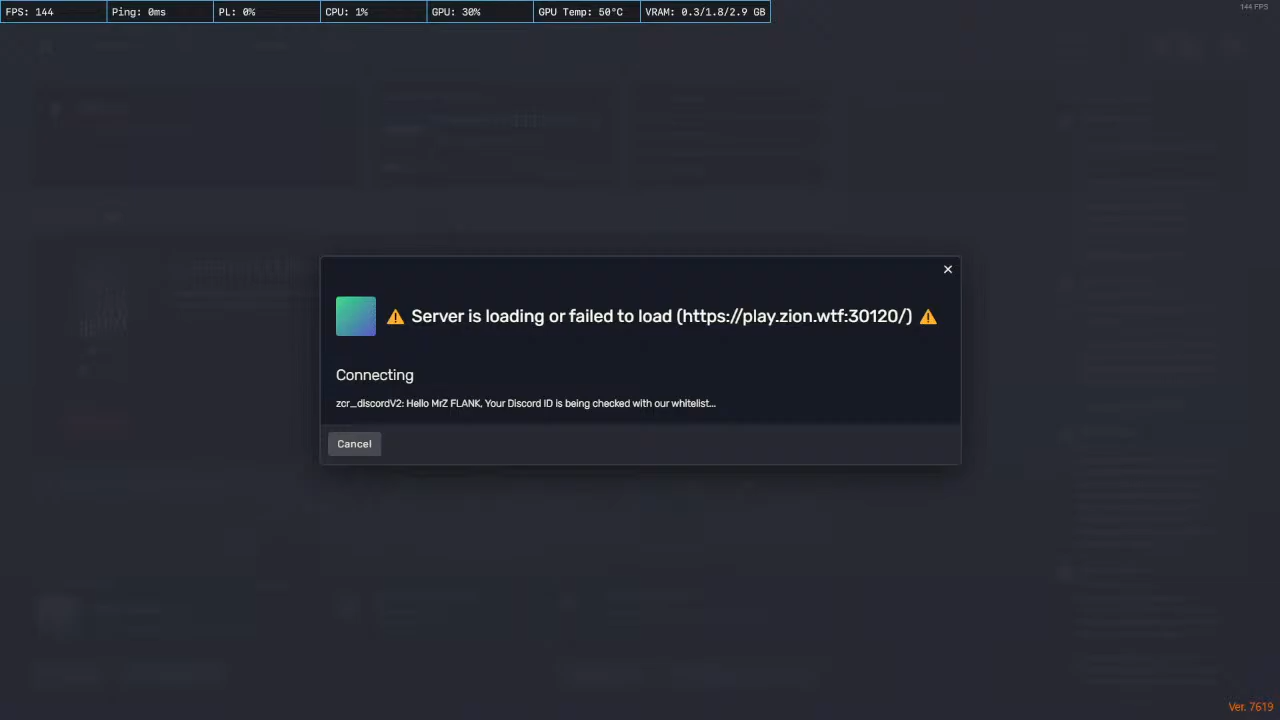 FPS: 144 Ping: 0ms PL: 0% CPU: 1% GPU: 30% GPU Temp: 50°C VRAM: 0.3/1.8/2.9 GB
144 FPS
⚠ Server is loading or failed to load (https://play.zion.wtf:30120/) ⚠
Connecting
zcr_discordV2: Hello MrZ FLANK, Your Discord ID is being checked with our whitelist...
Cancel
Ver. 7619